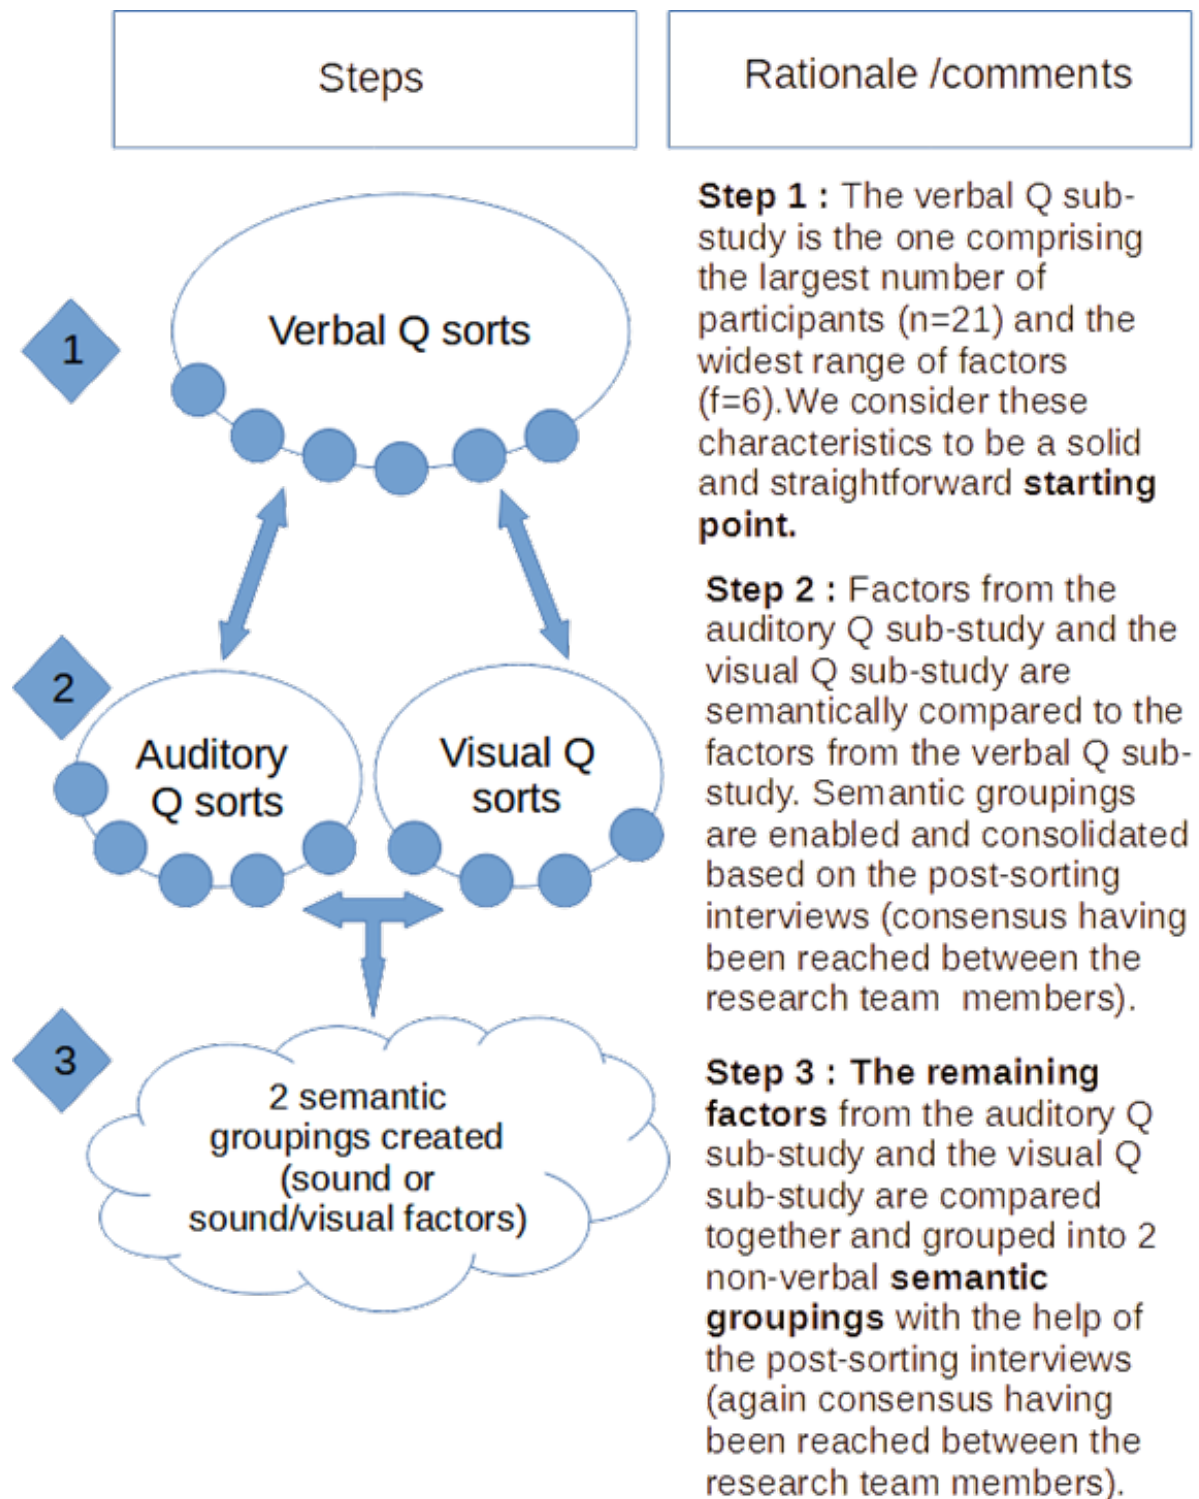 Steps
Rationale /comments
1
Verbal Q sorts
Step 1 : The verbal Q sub-
study is the one comprising
the largest number of
participants (n=21) and the
widest range of factors
(f=6).We consider these
characteristics to be a solid
and straightforward starting
point.
2
Auditory
Q sorts
Visual Q
sorts
Step 2 : Factors from the
auditory Q sub-study and the
visual Q sub-study are
semantically compared to the
factors from the verbal Q sub-
study. Semantic groupings
are enabled and consolidated
based on the post-sorting
interviews (consensus having
been reached between the
research team  members).
3
2 semantic
groupings created
(sound or
sound/visual factors)
Step 3 : The remaining
factors from the auditory Q
sub-study and the visual Q
sub-study are compared
together and grouped into 2
non-verbal semantic
groupings with the help of
the post-sorting interviews
(again consensus having
been reached between the
research team members).